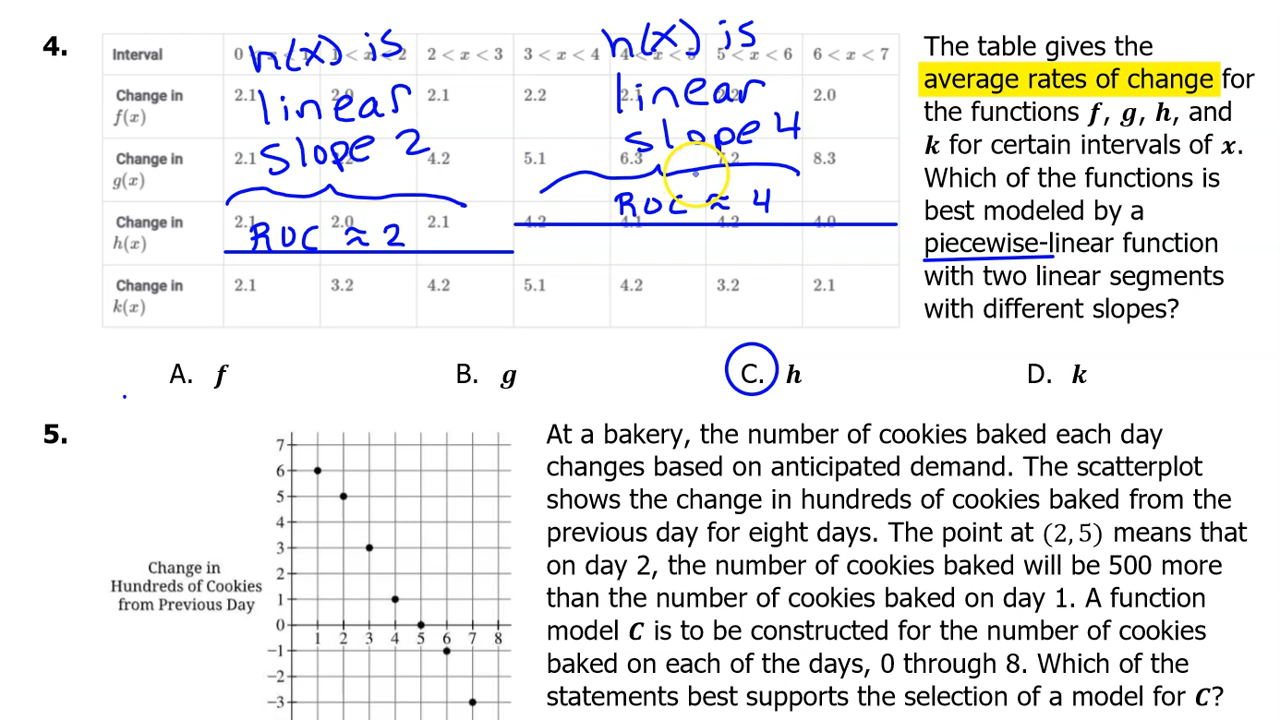 4.
h(x) is linear slope 2
h(x) is linear slope 4
Interval 0 2 2 < x < 3 3 < x < 4 5 < x < 6 6 < x < 7
Change in f(x) 2.1 2.0 2.1 2.2 2.1 2.2 2.0
Change in g(x) 2.1 4.2 5.1 6.3 7.2 8.3
Change in h(x) 2.1 2.0 2.1 4.2 4.1 4.2 4.0
ROC ≈ 2
ROC ≈ 4
Change in k(x) 2.1 3.2 4.2 5.1 4.2 3.2 2.1
The table gives the
average rates of change for
the functions f, g, h, and
k for certain intervals of x.
Which of the functions is
best modeled by a
piecewise-linear function
with two linear segments
with different slopes?
A. f B. g C. h D. k
5.
7
6
5
4
3
2
1
0
-1
-2
-3
1 2 3 4 5 6 7 8
Change in
Hundreds of Cookies
from Previous Day
At a bakery, the number of cookies baked each day
changes based on anticipated demand. The scatterplot
shows the change in hundreds of cookies baked from the
previous day for eight days. The point at (2, 5) means that
on day 2, the number of cookies baked will be 500 more
than the number of cookies baked on day 1. A function
model C is to be constructed for the number of cookies
baked on each of the days, 0 through 8. Which of the
statements best supports the selection of a model for C?